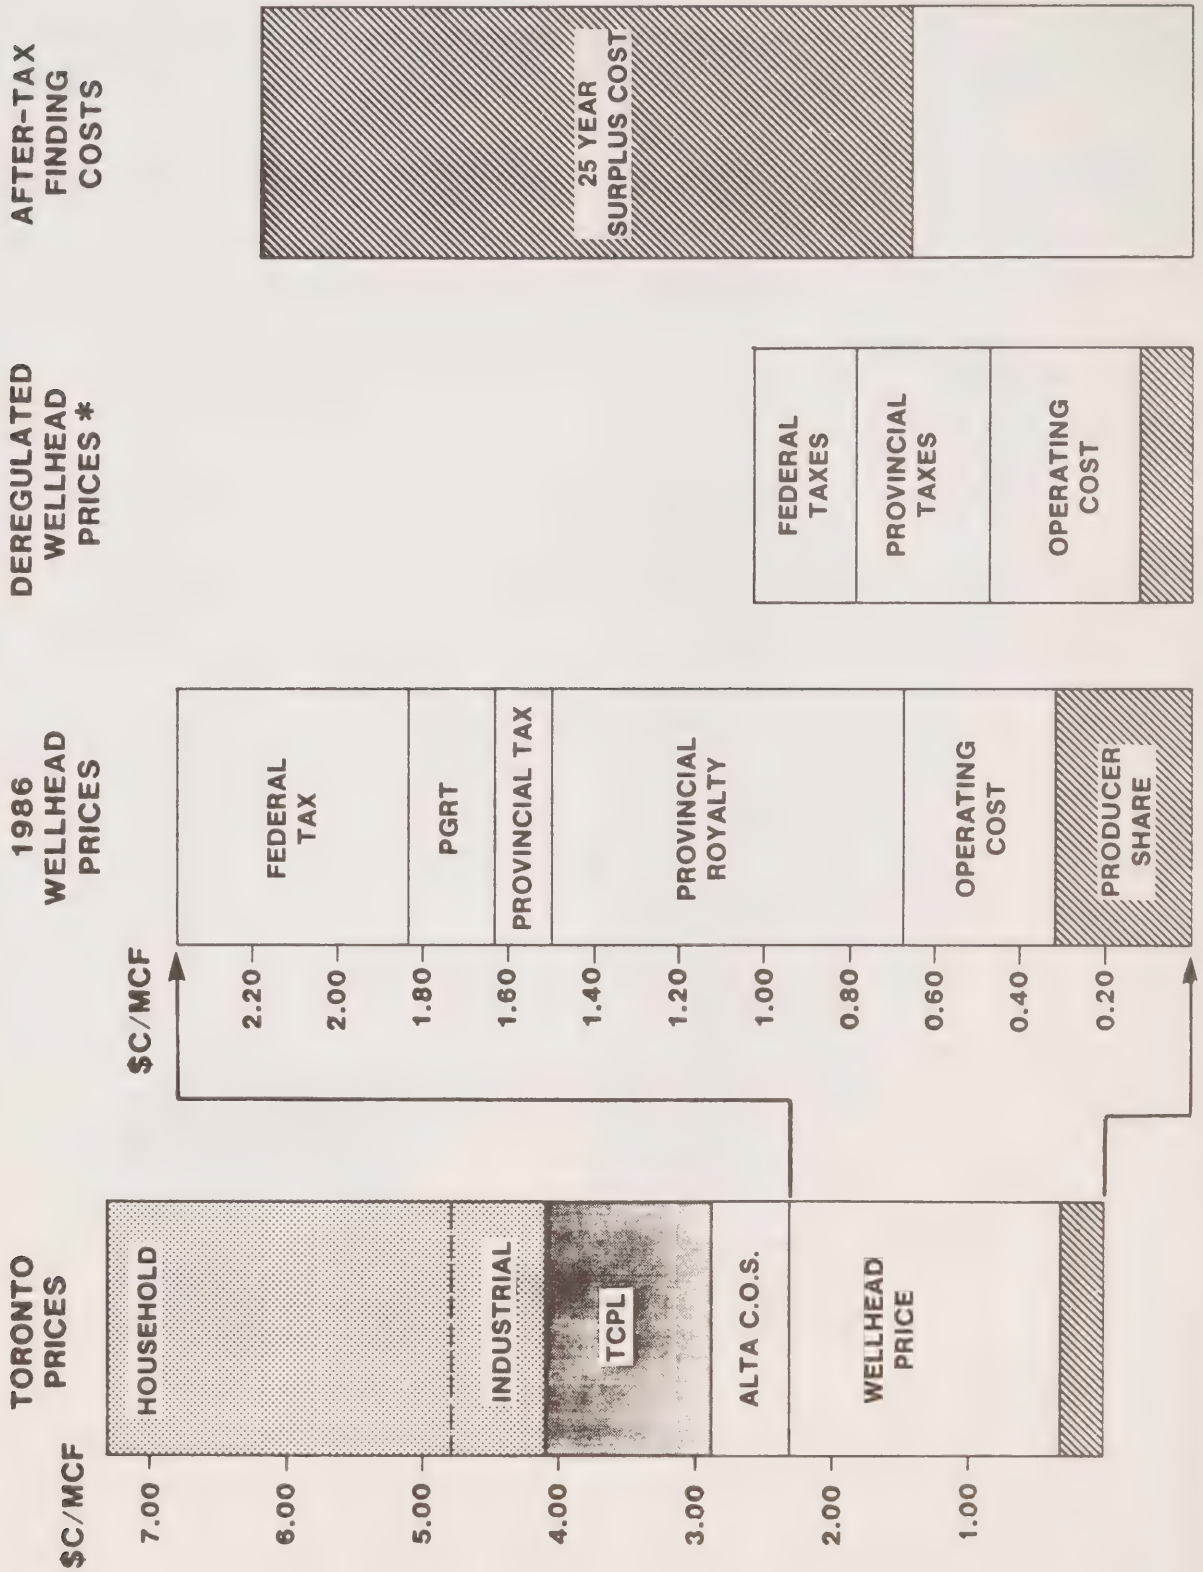 TORONTO
PRICES
$C/MCF
7.00
6.00
5.00
4.00
3.00
2.00
1.00
HOUSEHOLD
INDUSTRIAL
TCPL
ALTA C.O.S.
WELLHEAD
PRICE
1986
WELLHEAD
PRICES
$C/MCF
2.20
2.00
1.80
1.60
1.40
1.20
1.00
0.80
0.60
0.40
0.20
FEDERAL
TAX
PGRT
PROVINCIAL TAX
PROVINCIAL
ROYALTY
OPERATING
COST
PRODUCER
SHARE
DEREGULATED
WELLHEAD
PRICES *
FEDERAL
TAXES
PROVINCIAL
TAXES
OPERATING
COST
AFTER-TAX
FINDING
COSTS
25 YEAR
SURPLUS COST